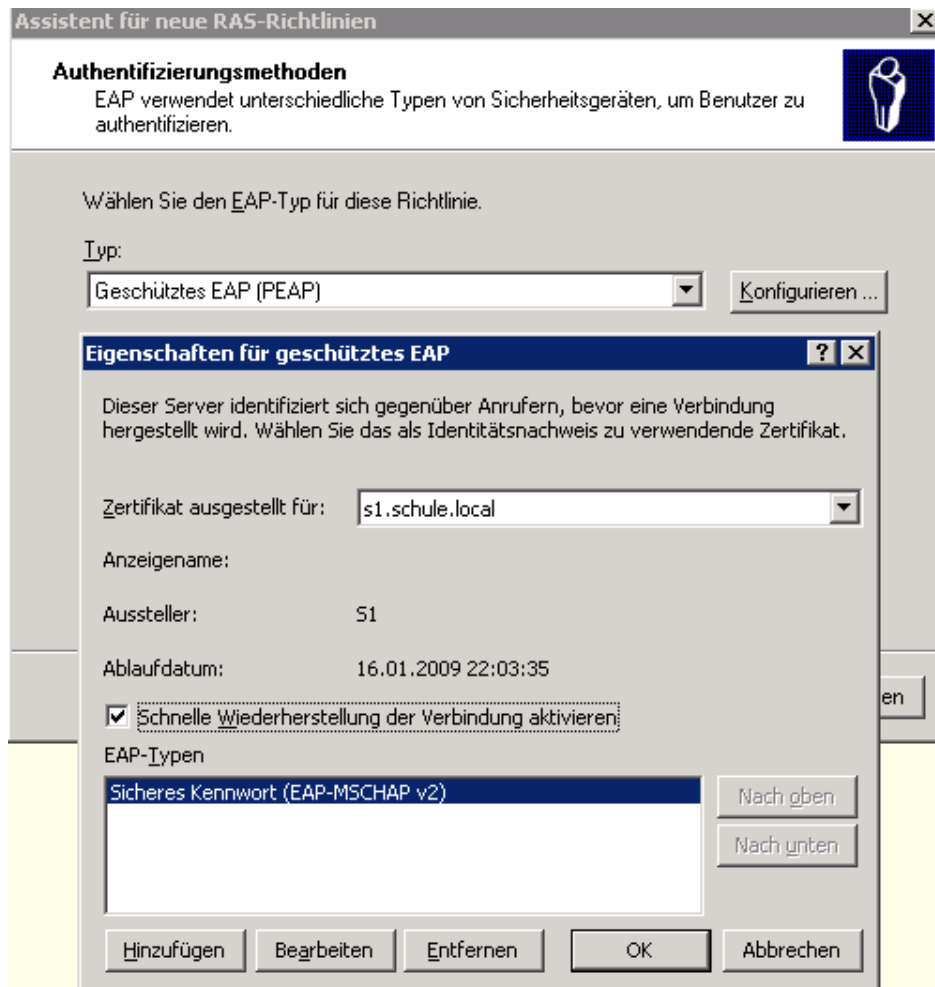 Assistent für neue RAS-Richtlinien
Authentifizierungsmethoden
EAP verwendet unterschiedliche Typen von Sicherheitsgeräten, um Benutzer zu
authentifizieren.
Wählen Sie den EAP-Typ für diese Richtlinie.
Typ:
Geschütztes EAP (PEAP)
Konfigurieren ...
Eigenschaften für geschütztes EAP
Dieser Server identifiziert sich gegenüber Anrufern, bevor eine Verbindung
hergestellt wird. Wählen Sie das als Identitätsnachweis zu verwendende Zertifikat.
Zertifikat ausgestellt für: s1.schule.local
Anzeigename:
Aussteller: S1
Ablaufdatum: 16.01.2009 22:03:35
en
Schnelle Wiederherstellung der Verbindung aktivieren
EAP-Typen
Sicheres Kennwort (EAP-MSCHAP v2)
Nach oben
Nach unten
Hinzufügen Bearbeiten Entfernen OK Abbrechen